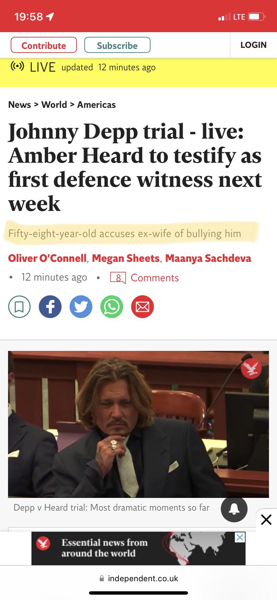 19:58
LTE
Contribute
Subscribe
LOGIN
LIVE updated 12 minutes ago
News > World > Americas
Johnny Depp trial - live:
Amber Heard to testify as
first defence witness next
week
Fifty-eight-year-old accuses ex-wife of bullying him
Oliver O'Connell, Megan Sheets, Maanya Sachdeva
• 12 minutes ago • 8 Comments
Depp v Heard trial: Most dramatic moments so far
Essential news from
around the world
independent.co.uk